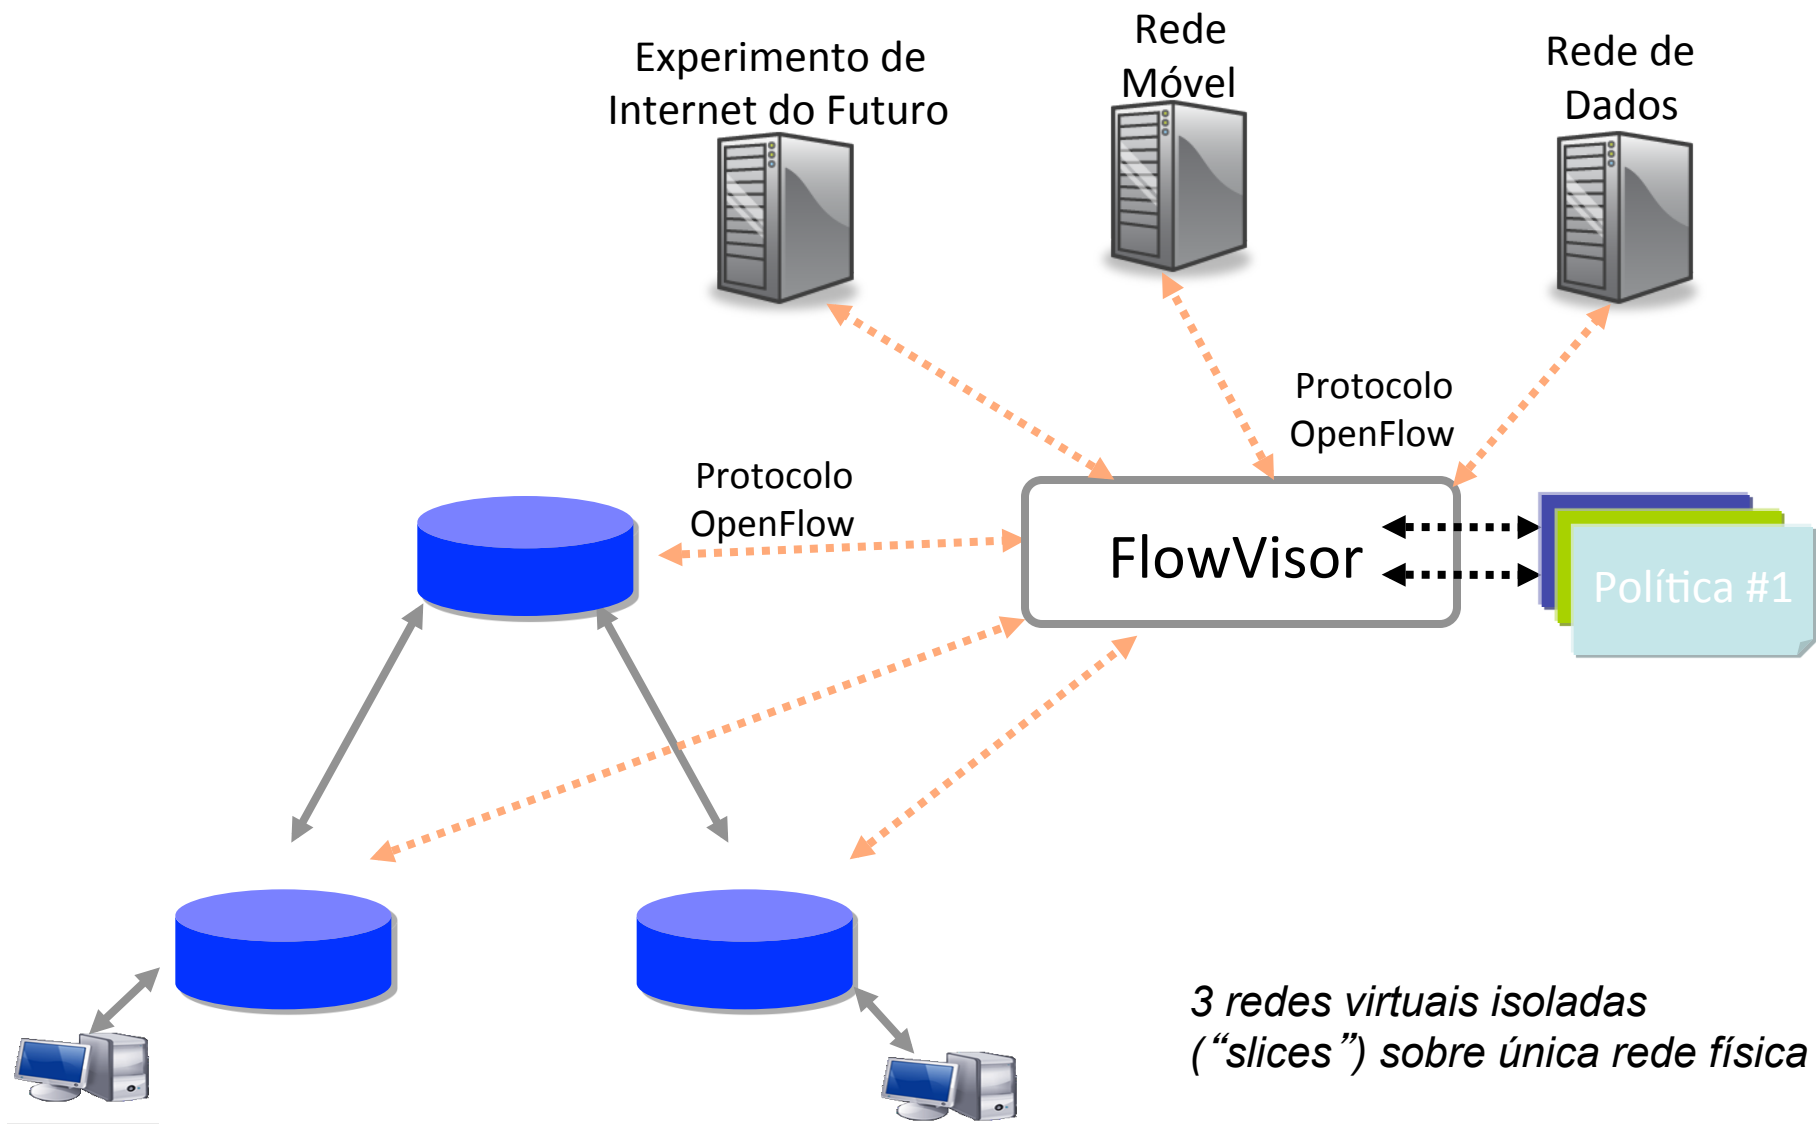 Experimento de
Internet do Futuro
Rede
Móvel
Rede de
Dados
Protocolo
OpenFlow
Protocolo
OpenFlow
FlowVisor
Política #1
3 redes virtuais isoladas
(“slices”) sobre única rede física